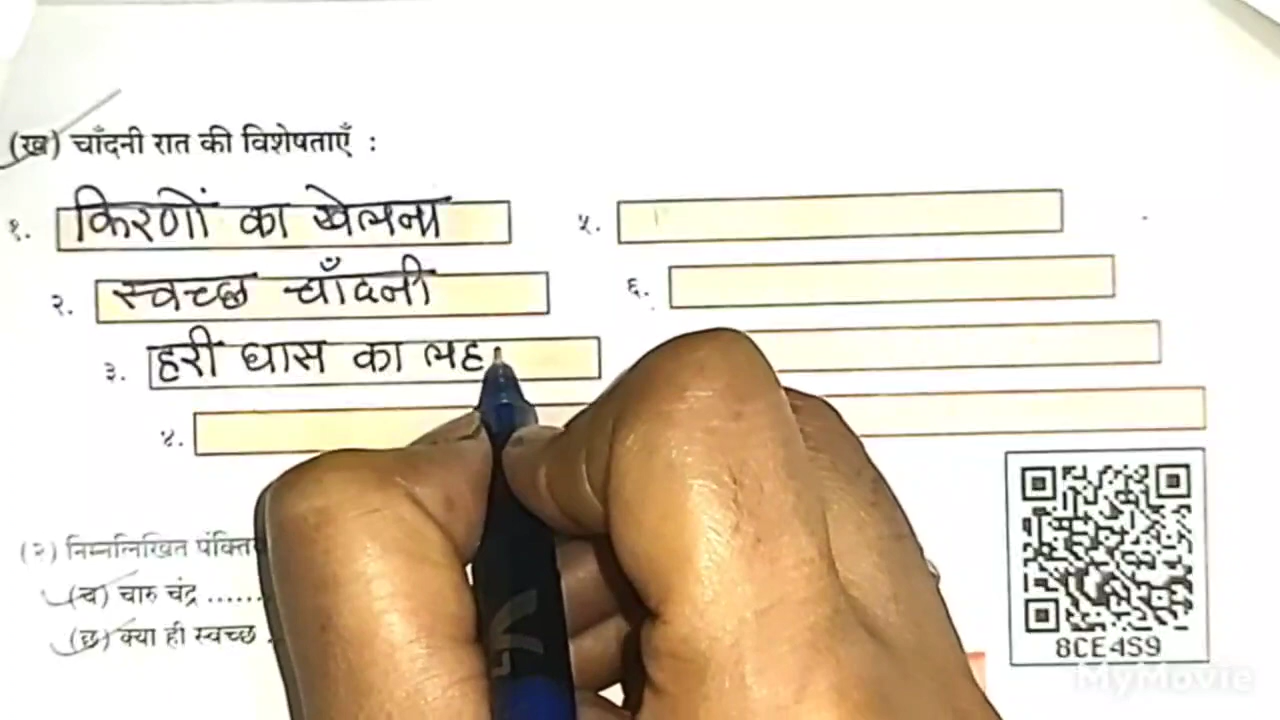 (ख) चाँदनी रात की विशेषताएँ :
१. किरणों का खेलना
२. स्वच्छ चाँदनी
३. हरी घास का लह
४.
५.
६.
(२) निम्नलिखित पंक्ति
(च) चारु चंद्र ......
(छ) क्या ही स्वच्छ .
8CE4S9
MyMovie